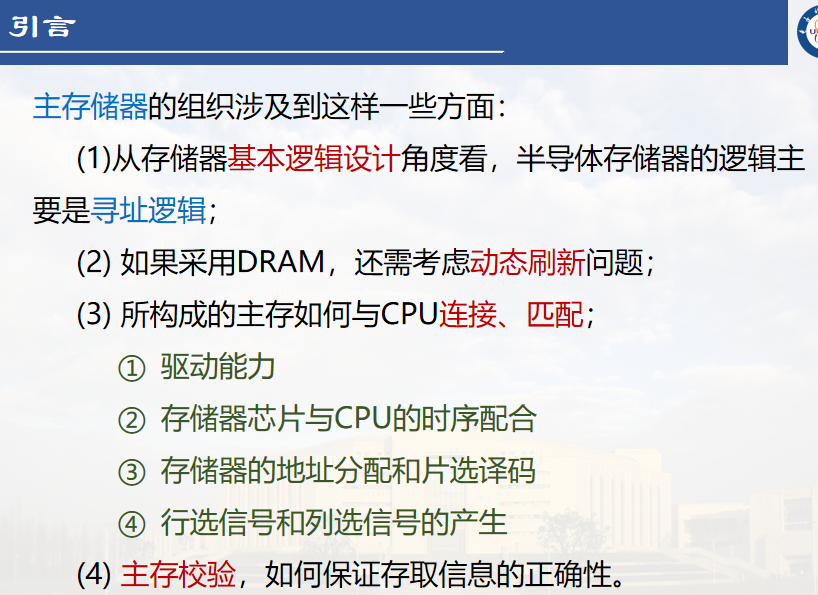 引言
主存储器的组织涉及到这样一些方面：
(1)从存储器基本逻辑设计角度看，半导体存储器的逻辑主
要是寻址逻辑；
(2) 如果采用DRAM，还需考虑动态刷新问题；
(3) 所构成的主存如何与CPU连接、匹配；
① 驱动能力
② 存储器芯片与CPU的时序配合
③ 存储器的地址分配和片选译码
④ 行选信号和列选信号的产生
(4) 主存校验，如何保证存取信息的正确性。